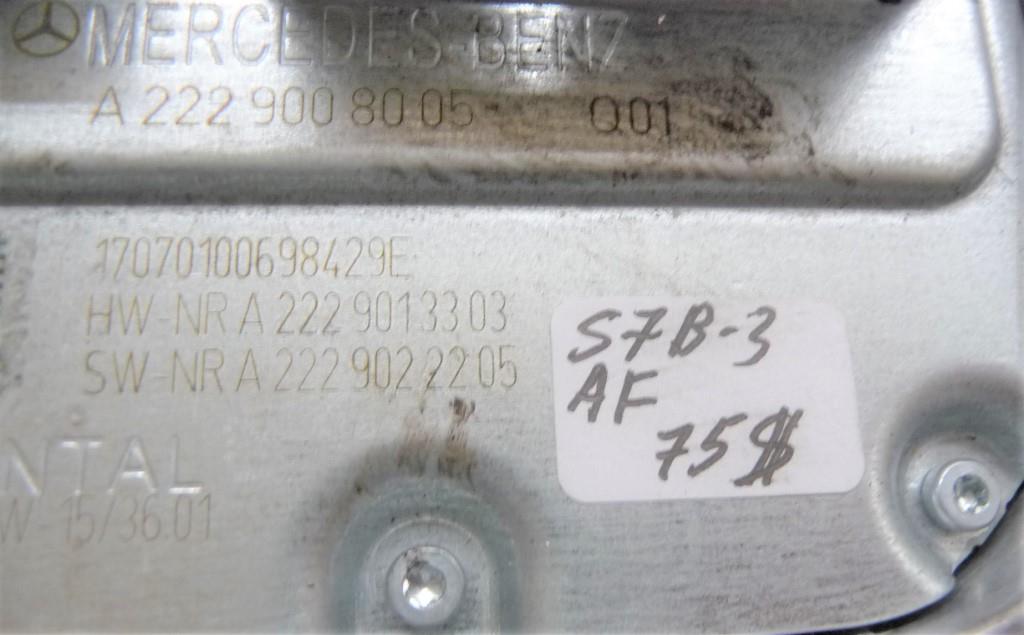 MERCEDES-BENZ
A 222 900 80 05 Q01
17070100698429E
HW-NR A 222 901 33 03
SW-NR A 222 902 22 05
NTAL
W 15/36 01
S7B-3
AF
75$